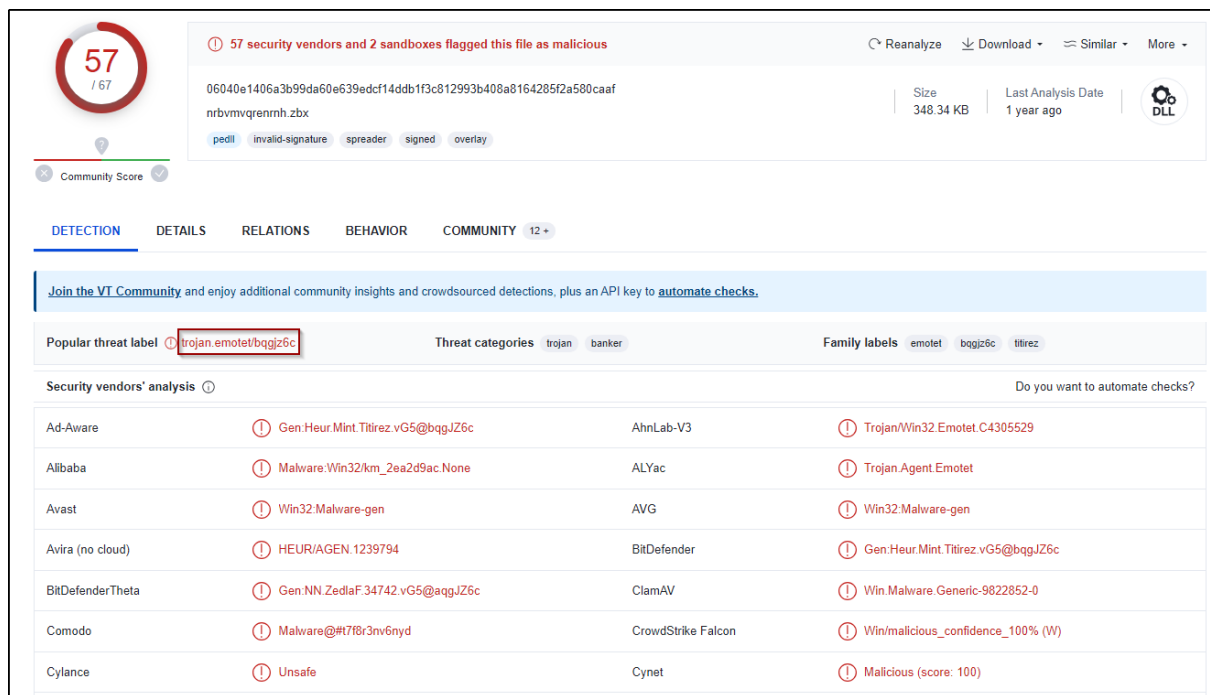 57
/ 67
?
Community Score
57 security vendors and 2 sandboxes flagged this file as malicious
Reanalyze Download Similar More
06040e1406a3b99da60e639edcf14ddb1f3c812993b408a8164285f2a580caaf
nrbvmvqrenrnh.zbx
pedll invalid-signature spreader signed overlay
Size
348.34 KB
Last Analysis Date
1 year ago
DLL
DETECTION DETAILS RELATIONS BEHAVIOR COMMUNITY 12 +
Join the VT Community and enjoy additional community insights and crowdsourced detections, plus an API key to automate checks.
Popular threat label trojan.emotet/bqgjz6c Threat categories trojan banker Family labels emotet bqgjz6c titirez
Security vendors' analysis Do you want to automate checks?
Ad-Aware Gen:Heur.Mint.Titirez.vG5@bqgJZ6c AhnLab-V3 Trojan/Win32.Emotet.C4305529
Alibaba Malware:Win32/km_2ea2d9ac.None ALYac Trojan.Agent.Emotet
Avast Win32:Malware-gen AVG Win32:Malware-gen
Avira (no cloud) HEUR/AGEN.1239794 BitDefender Gen:Heur.Mint.Titirez.vG5@bqgJZ6c
BitDefenderTheta Gen:NN.ZedlaF.34742.vG5@aqgJZ6c ClamAV Win.Malware.Generic-9822852-0
Comodo Malware@#t7f8r3nv6nyd CrowdStrike Falcon Win/malicious_confidence_100% (W)
Cylance Unsafe Cynet Malicious (score: 100)